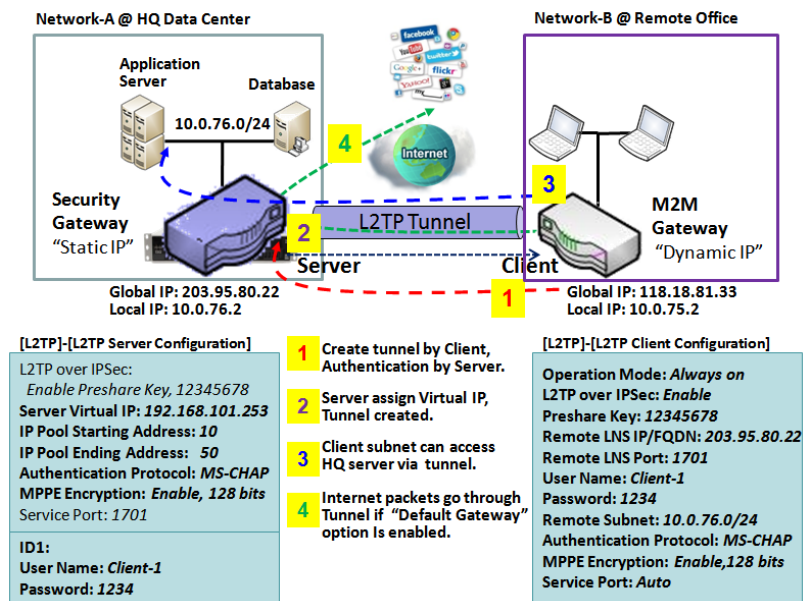 Network-A @ HQ Data Center
Network-B @ Remote Office
Application
Server
Database
10.0.76.0/24
facebook
You Tube
twitter
Google+
flickr
YAHOO!
Internet
4
3
Security
Gateway
“Static IP”
2
L2TP Tunnel
M2M
Gateway
“Dynamic IP”
Server
Client
1
Global IP: 203.95.80.22
Local IP: 10.0.76.2
Global IP: 118.18.81.33
Local IP: 10.0.75.2
[L2TP]-[L2TP Server Configuration]
L2TP over IPSec:
Enable Preshare Key, 12345678
Server Virtual IP: 192.168.101.253
IP Pool Starting Address: 10
IP Pool Ending Address: 50
Authentication Protocol: MS-CHAP
MPPE Encryption: Enable, 128 bits
Service Port: 1701
ID1:
User Name: Client-1
Password: 1234
1 Create tunnel by Client,
Authentication by Server.
2 Server assign Virtual IP,
Tunnel created.
3 Client subnet can access
HQ server via tunnel.
4 Internet packets go through
Tunnel if “Default Gateway”
option Is enabled.
[L2TP]-[L2TP Client Configuration]
Operation Mode: Always on
L2TP over IPSec: Enable
Preshare Key: 12345678
Remote LNS IP/FQDN: 203.95.80.22
Remote LNS Port: 1701
User Name: Client-1
Password: 1234
Remote Subnet: 10.0.76.0/24
Authentication Protocol: MS-CHAP
MPPE Encryption: Enable,128 bits
Service Port: Auto